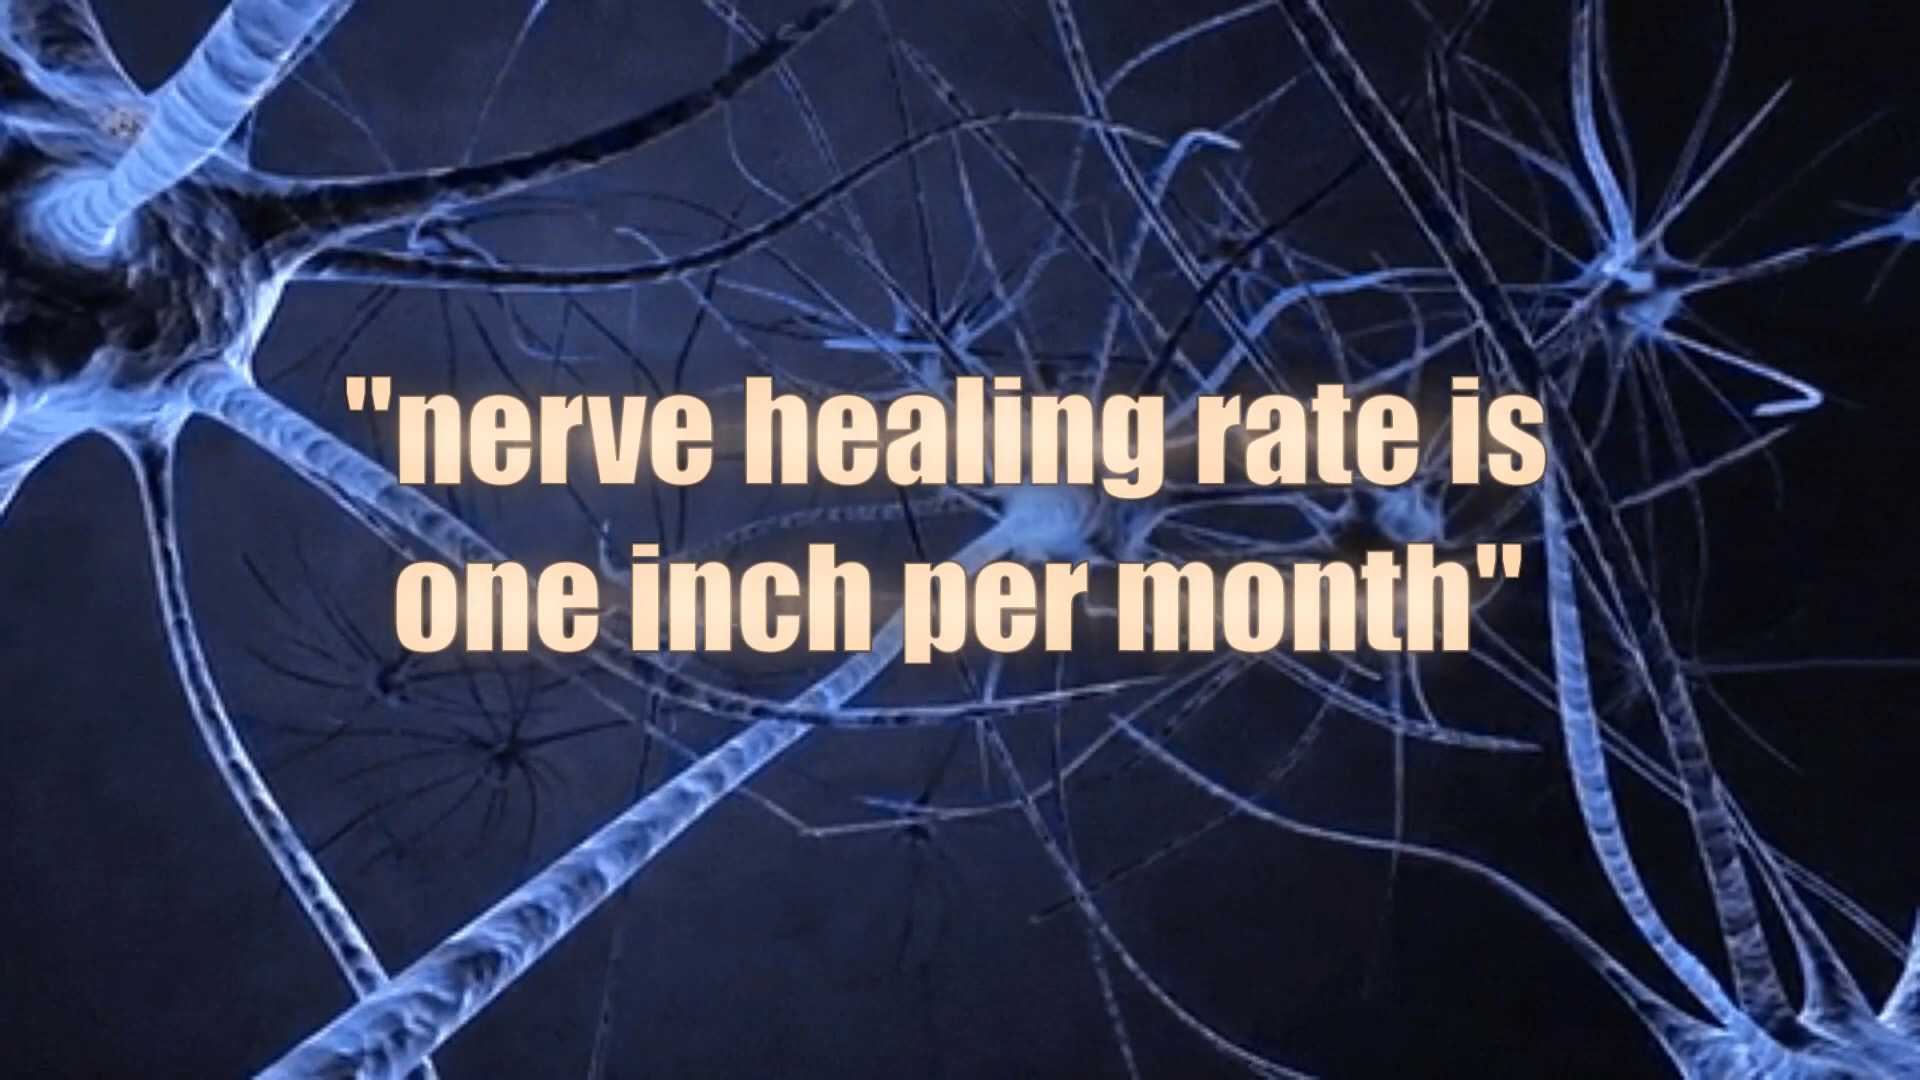 "nerve healing rate is
one inch per month"